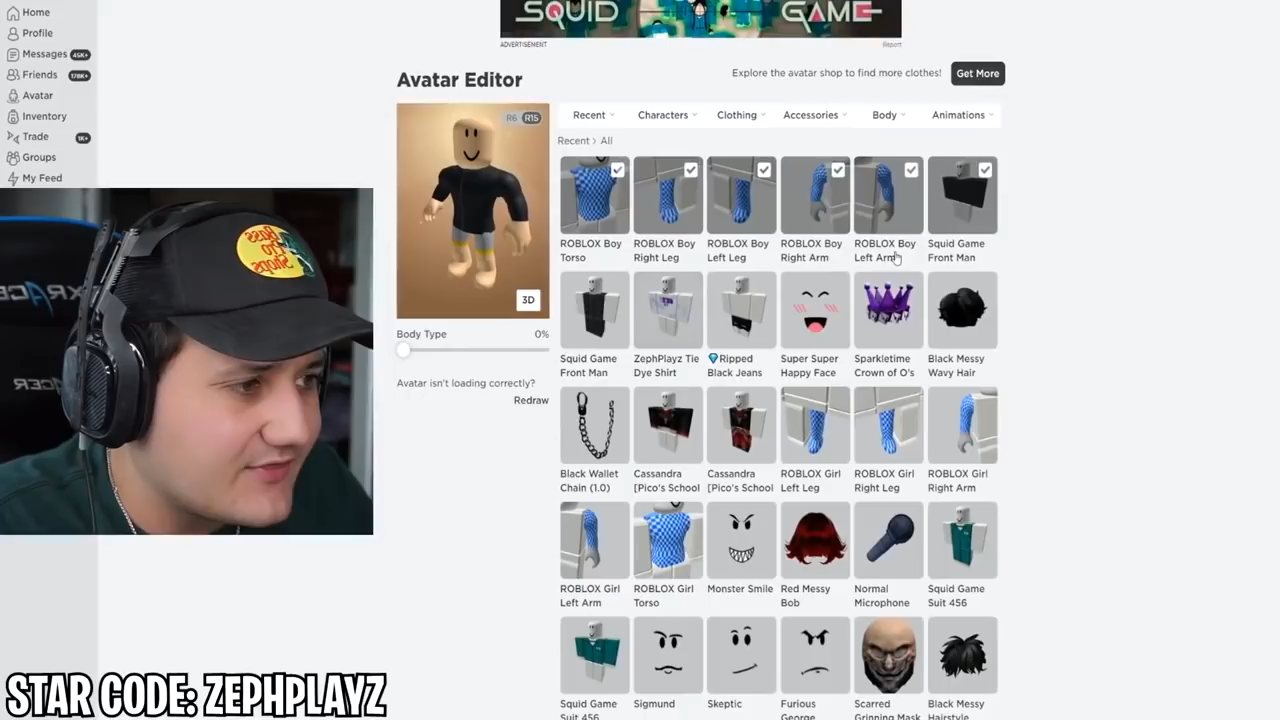 SQUID GAME
ADVERTISEMENT
Report
Home
Profile
Messages 45K+
Friends 178K+
Avatar
Inventory
Trade 1K+
Groups
My Feed
Avatar Editor
Explore the avatar shop to find more clothes! Get More
R6 R15
3D
Body Type 0%
Avatar isn't loading correctly?
Redraw
Recent Characters Clothing Accessories Body Animations
Recent > All
ROBLOX Boy Torso
ROBLOX Boy Right Leg
ROBLOX Boy Left Leg
ROBLOX Boy Right Arm
ROBLOX Boy Left Arm
Squid Game Front Man
Squid Game Front Man
ZephPlayz Tie Dye Shirt
Ripped Black Jeans
Super Super Happy Face
Sparkletime Crown of O's
Black Messy Wavy Hair
Black Wallet Chain (1.0)
Cassandra [Pico's School
Cassandra [Pico's School
ROBLOX Girl Left Leg
ROBLOX Girl Right Leg
ROBLOX Girl Right Arm
ROBLOX Girl Left Arm
ROBLOX Girl Torso
Monster Smile
Red Messy Bob
Normal Microphone
Squid Game Suit 456
Squid Game Suit 456
Sigmund
Skeptic
Furious George
Scarred Grinning Mask
Black Messy Hairstyle
Bass Pro Shops
STAR CODE: ZEPHPLAYZ